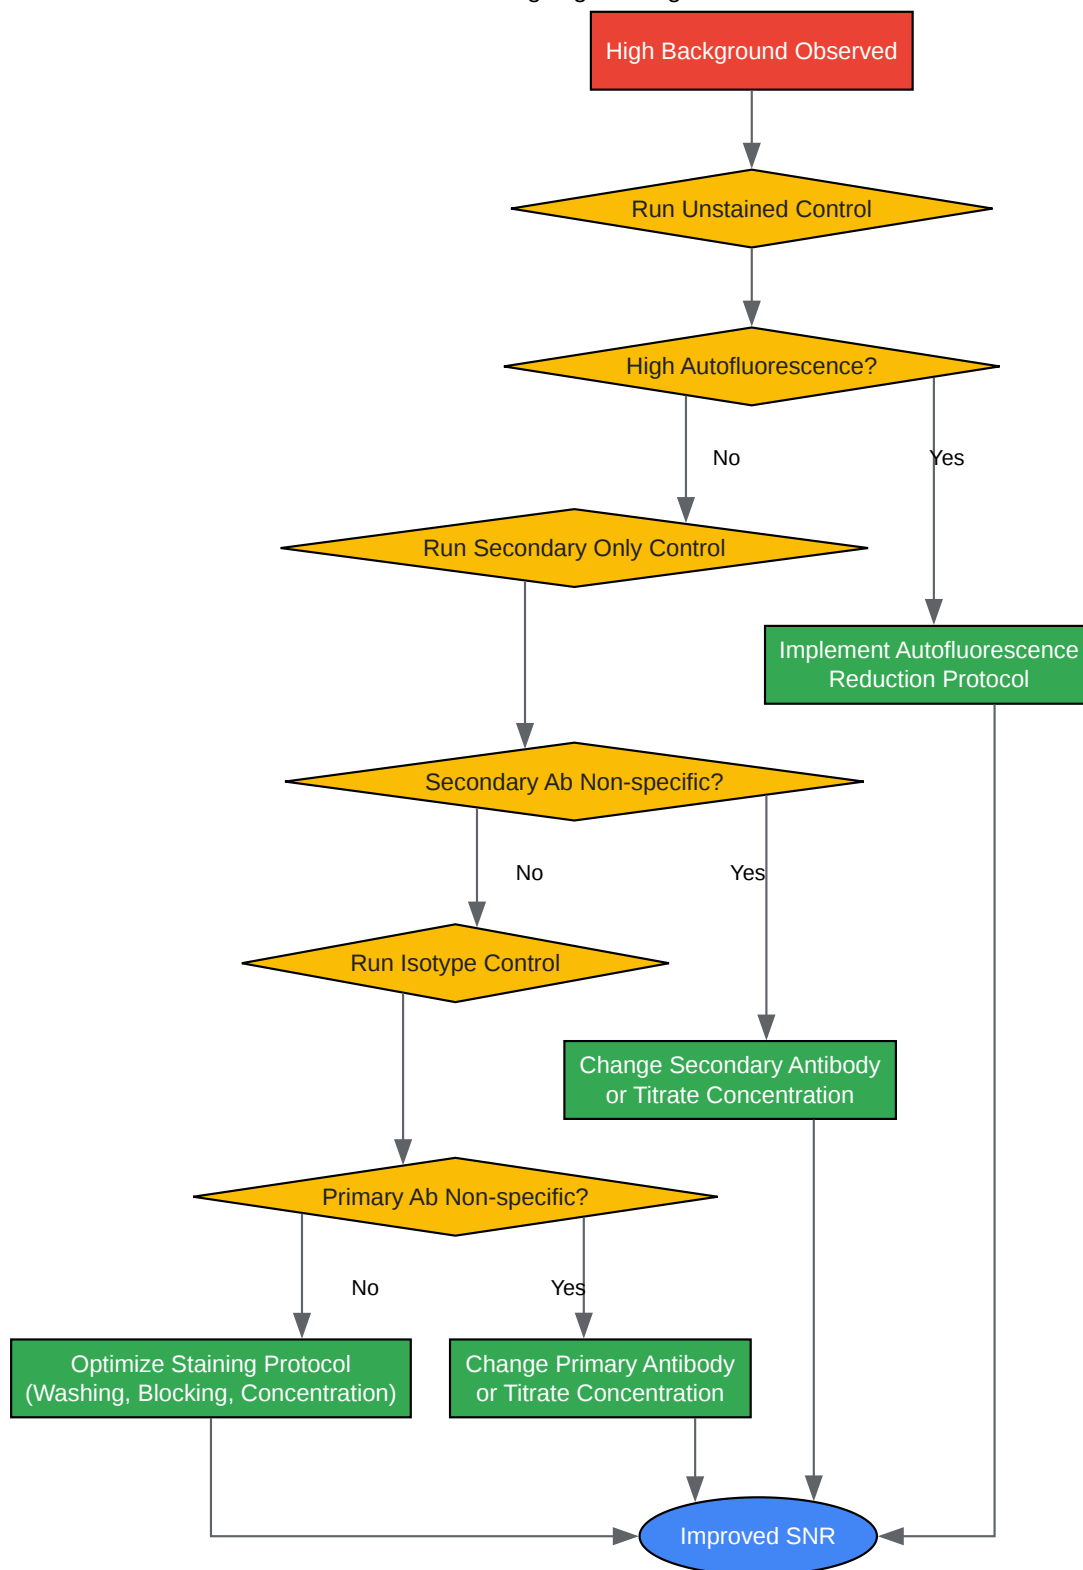 High Background Observed
Run Unstained Control
High Autofluorescence?
No
Yes
Run Secondary Only Control
Implement Autofluorescence
Reduction Protocol
Secondary Ab Non-specific?
No
Yes
Run Isotype Control
Change Secondary Antibody
or Titrate Concentration
Primary Ab Non-specific?
No
Yes
Optimize Staining Protocol
(Washing, Blocking, Concentration)
Change Primary Antibody
or Titrate Concentration
Improved SNR